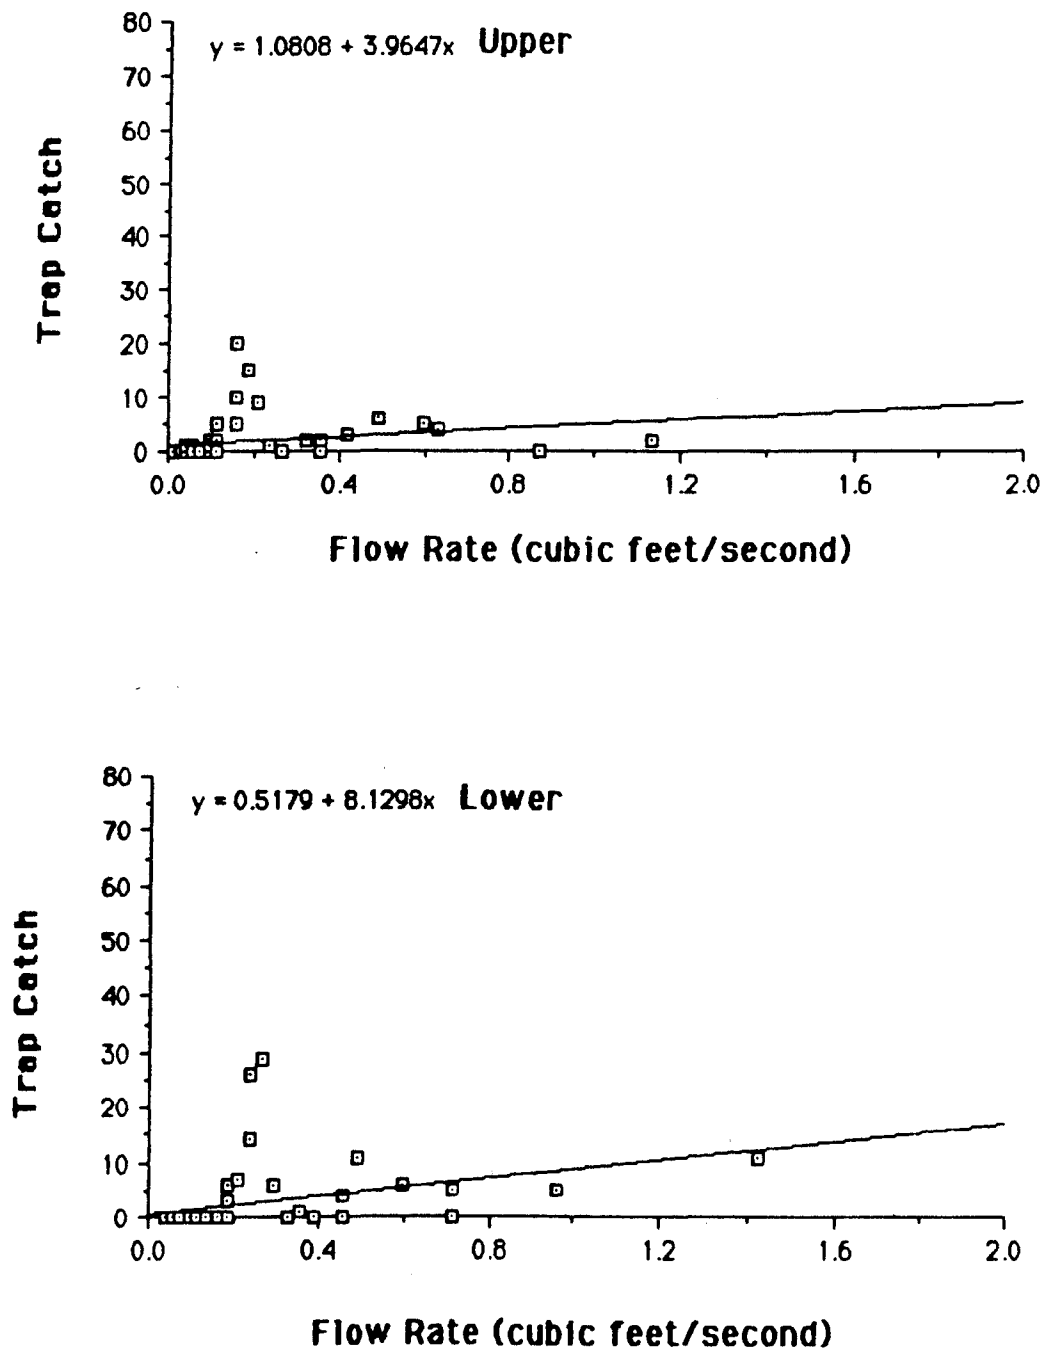 80
y = 1.0808 + 3.9647x Upper
70
60
50
40
30
20
10
0
0.0 0.4 0.8 1.2 1.6 2.0
Trap Catch
Flow Rate (cubic feet/second)
80
y = 0.5179 + 8.1298x Lower
70
60
50
40
30
20
10
0
0.0 0.4 0.8 1.2 1.6 2.0
Trap Catch
Flow Rate (cubic feet/second)